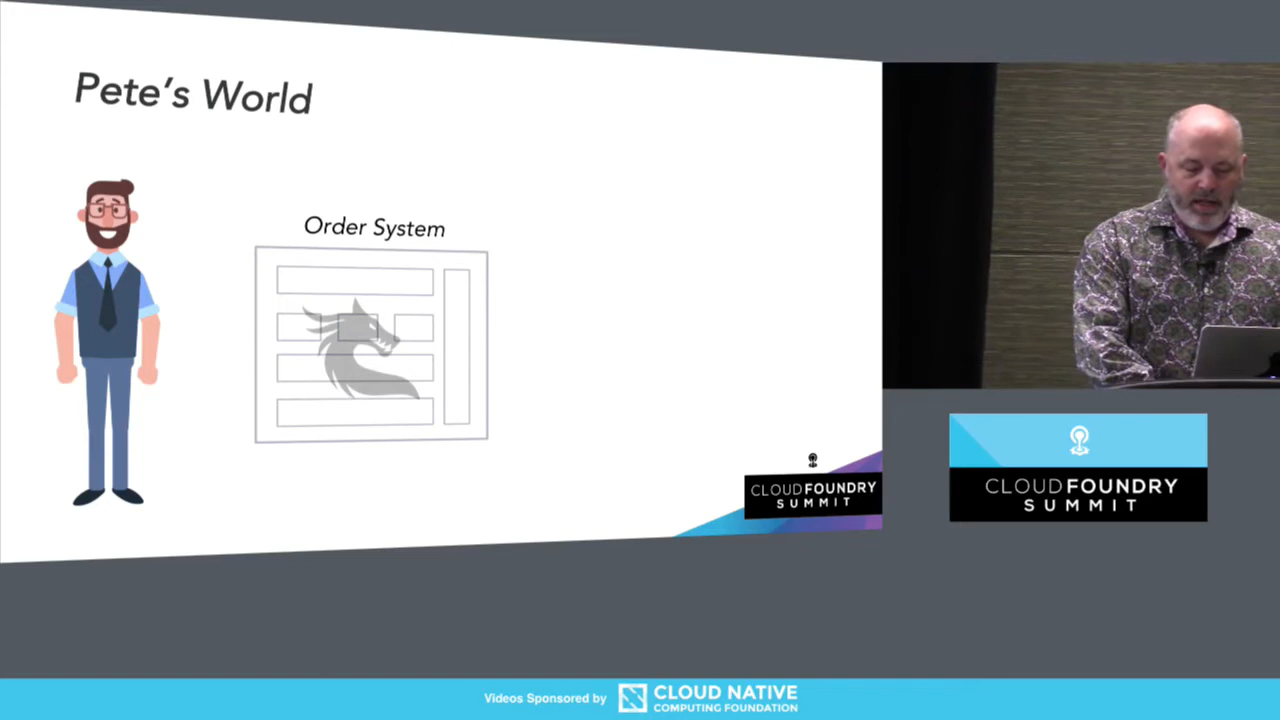 Pete's World
Order System
CLOUDFOUNDRY
SUMMIT
CLOUDFOUNDRY
SUMMIT
Videos Sponsored by
CLOUD NATIVE
COMPUTING FOUNDATION